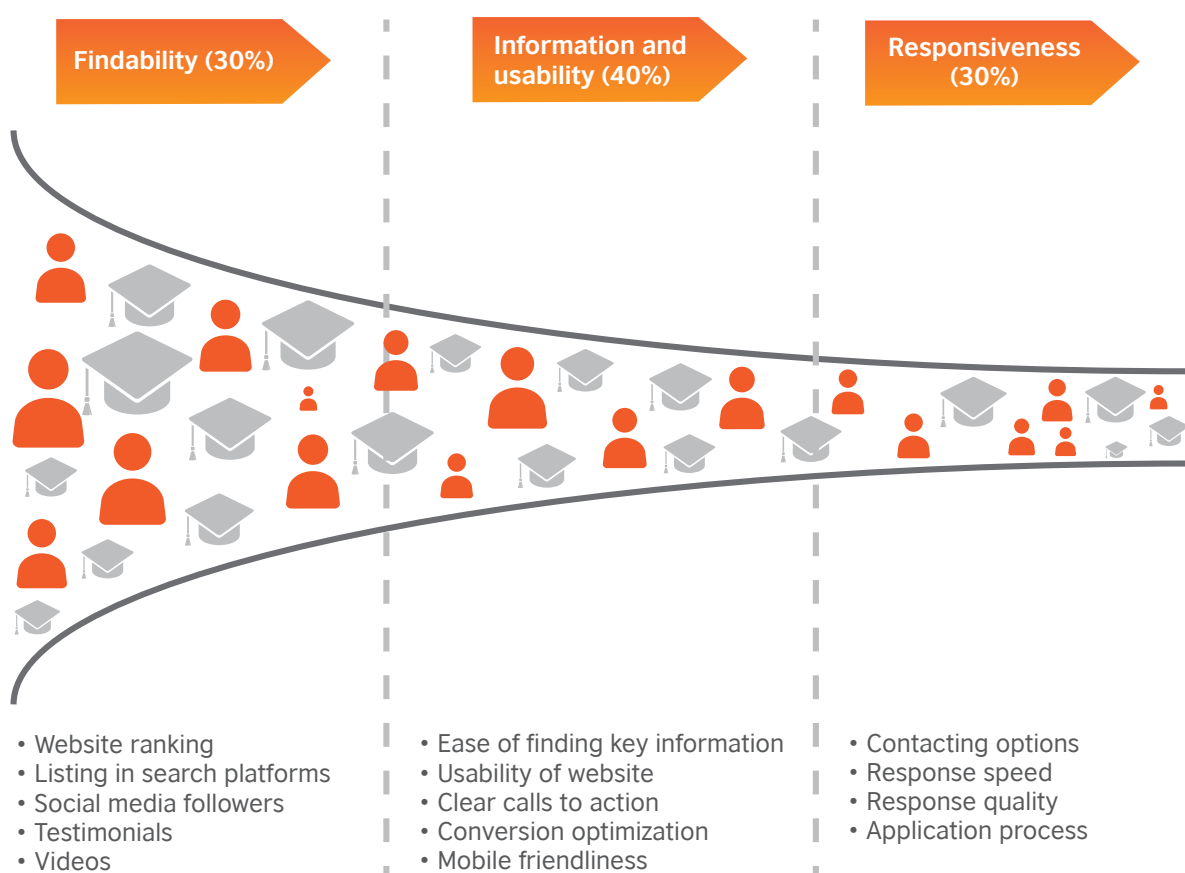 Findability (30%)
Information and
usability (40%)
Responsiveness
(30%)
• Website ranking
• Listing in search platforms
• Social media followers
• Testimonials
• Videos
• Ease of finding key information
• Usability of website
• Clear calls to action
• Conversion optimization
• Mobile friendliness
• Contacting options
• Response speed
• Response quality
• Application process